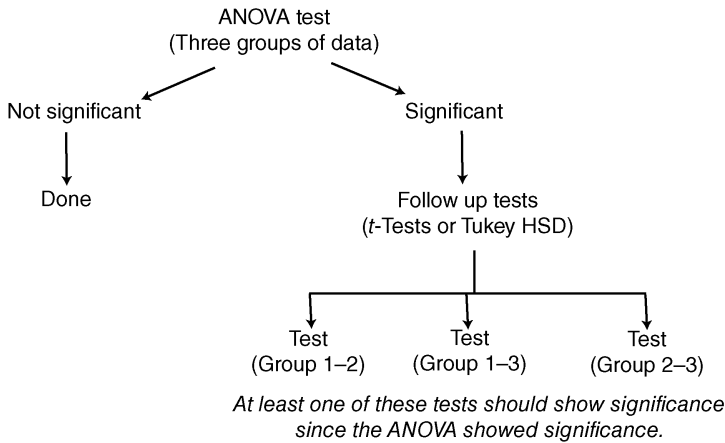 ANOVA test
(Three groups of data)
Not significant
Significant
Done
Follow up tests
(t-Tests or Tukey HSD)
Test
(Group 1–2)
Test
(Group 1–3)
Test
(Group 2–3)
At least one of these tests should show significance
since the ANOVA showed significance.